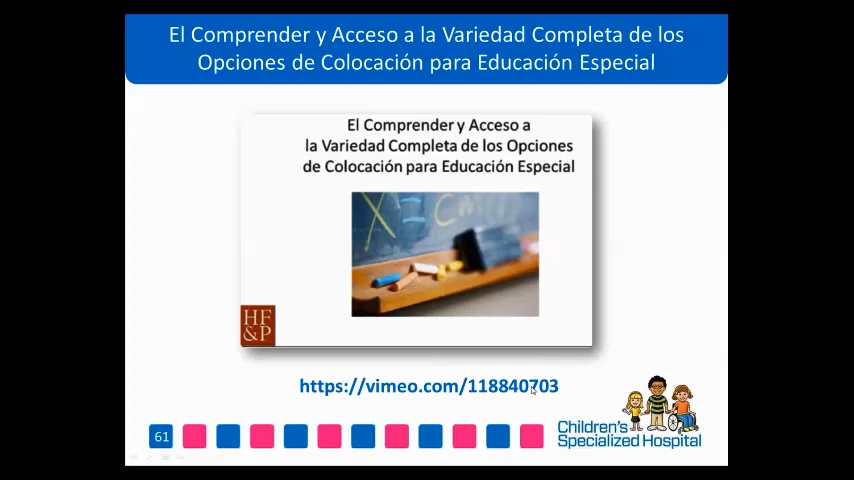 El Comprender y Acceso a la Variedad Completa de los
Opciones de Colocación para Educación Especial
El Comprender y Acceso a
la Variedad Completa de los Opciones
de Colocación para Educación Especial
HF
&P
https://vimeo.com/118840703
61
Children's
Specialized Hospital